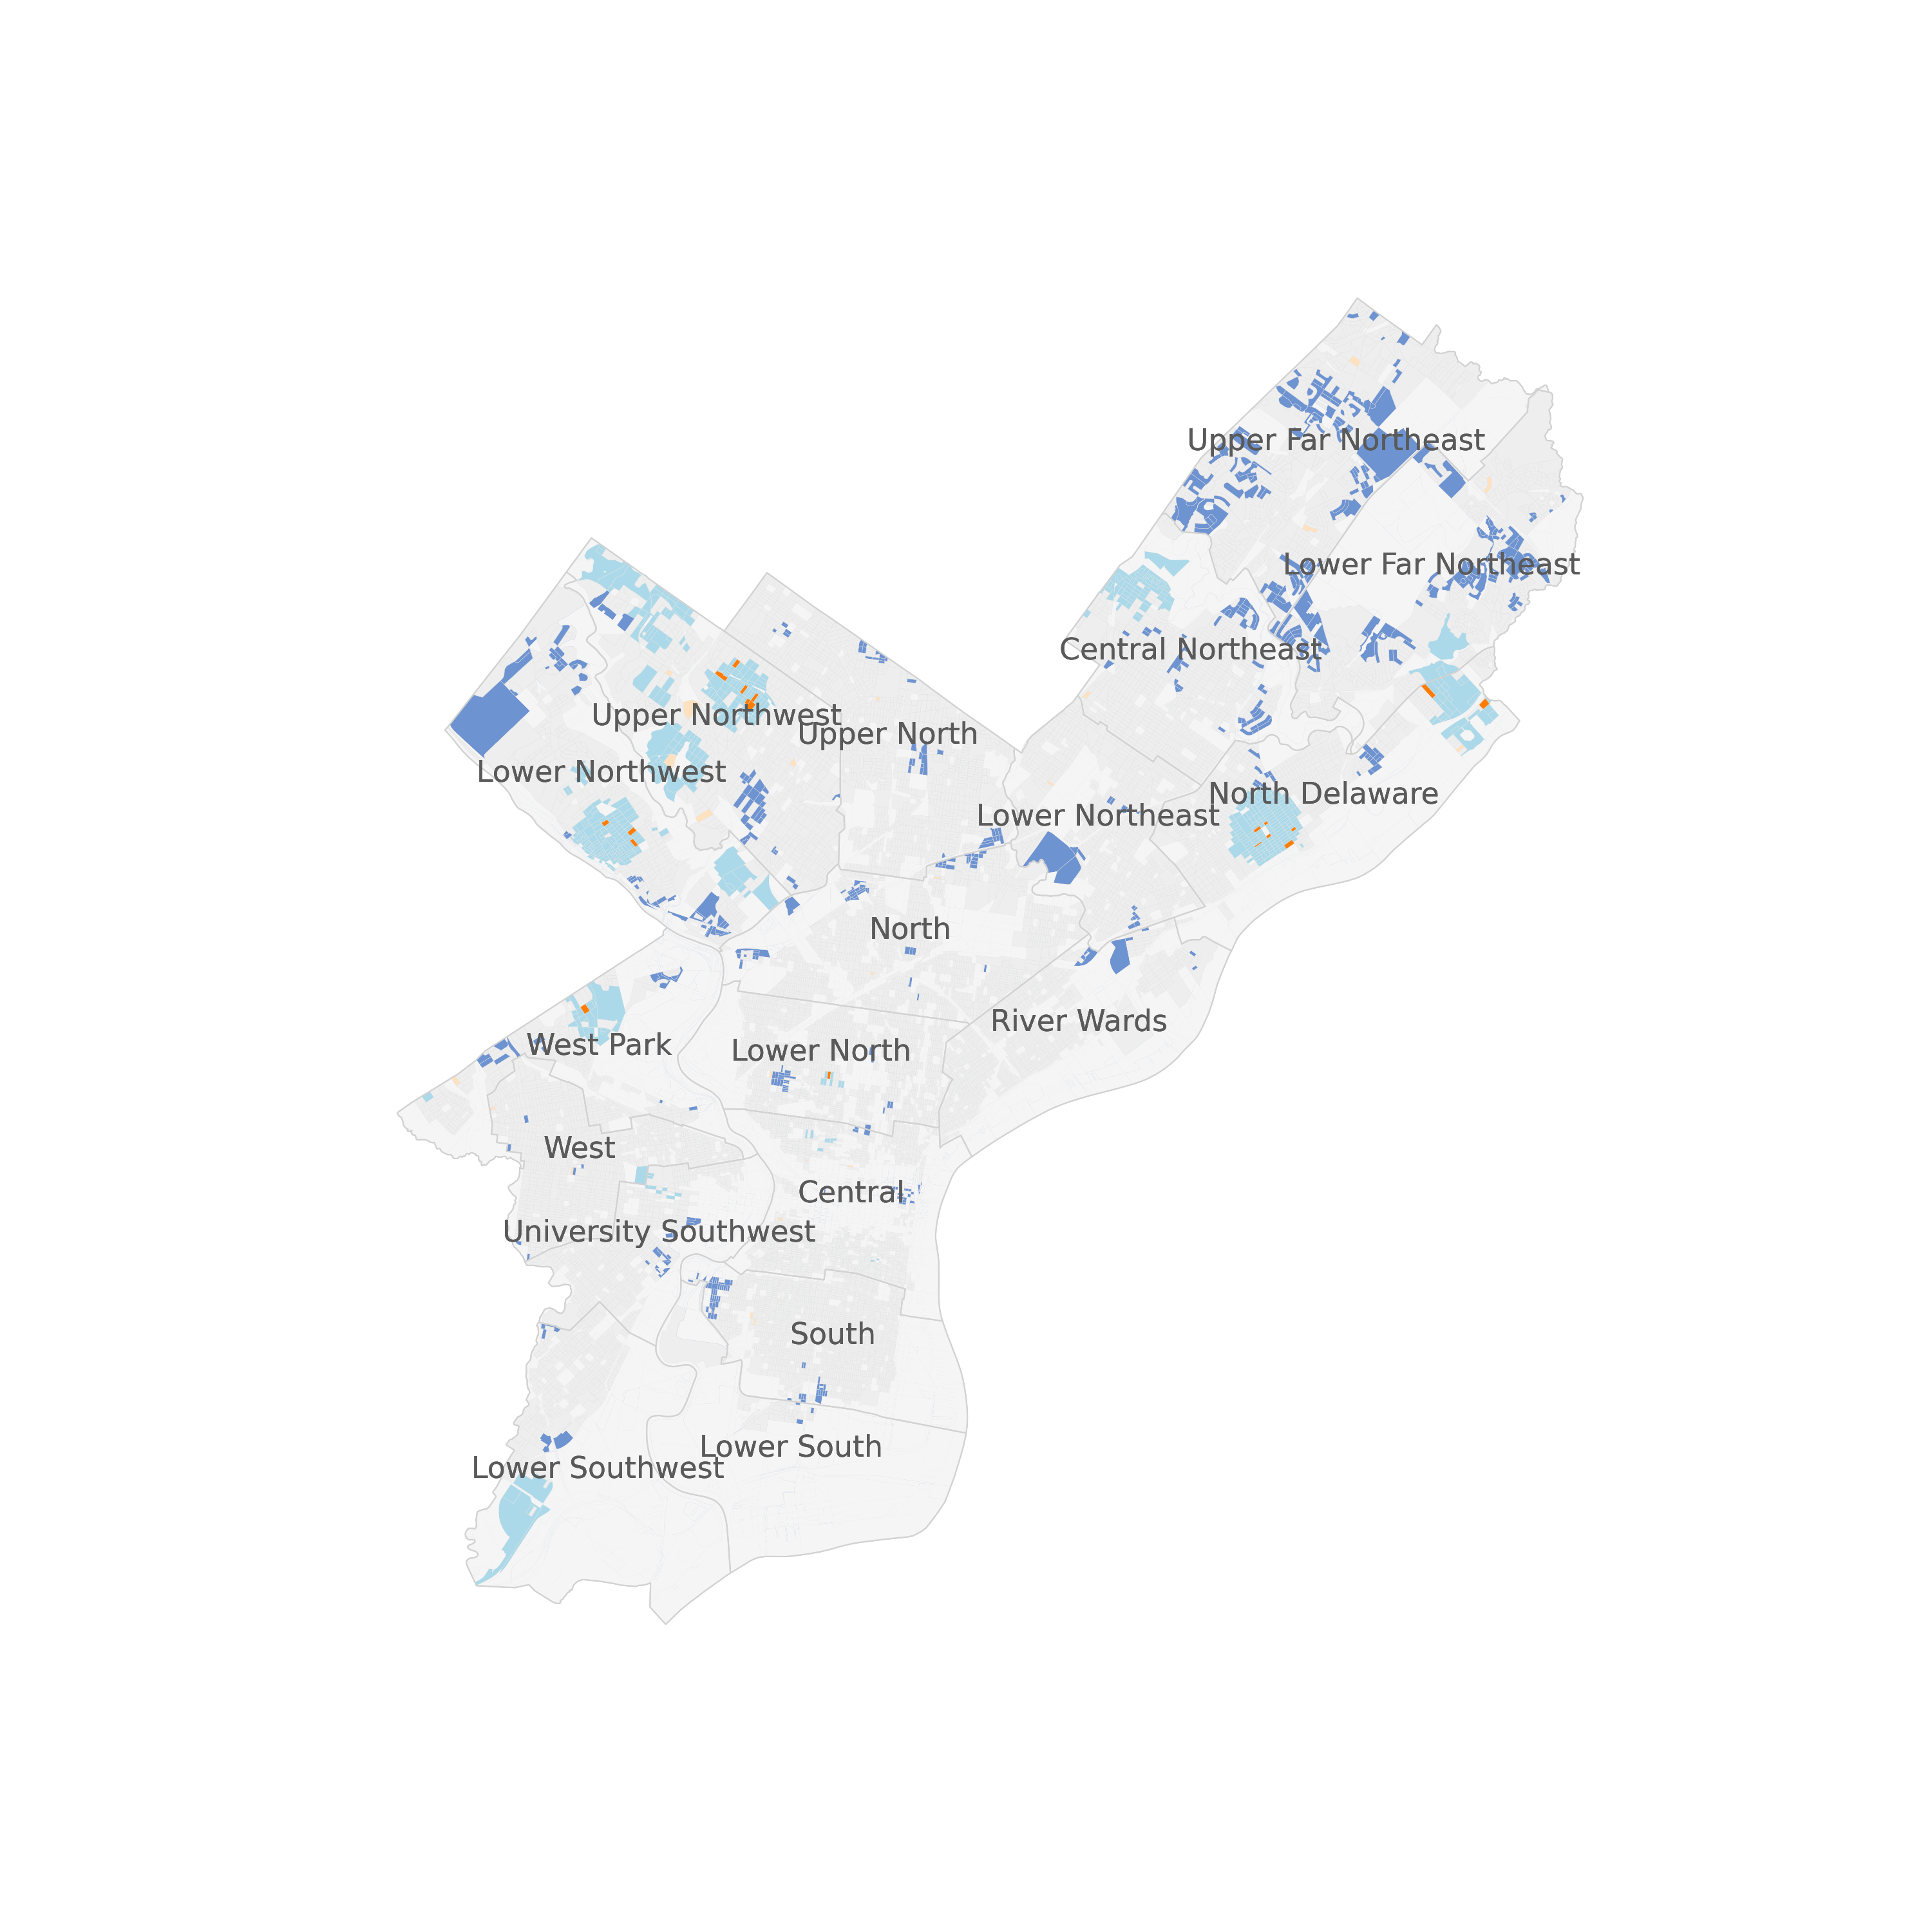 Upper Far Northeast
Lower Far Northeast
Central Northeast
Upper Northwest
Upper North
Lower Northwest
North Delaware
Lower Northeast
North
River Wards
West Park
Lower North
West
Central
University Southwest
South
Lower South
Lower Southwest